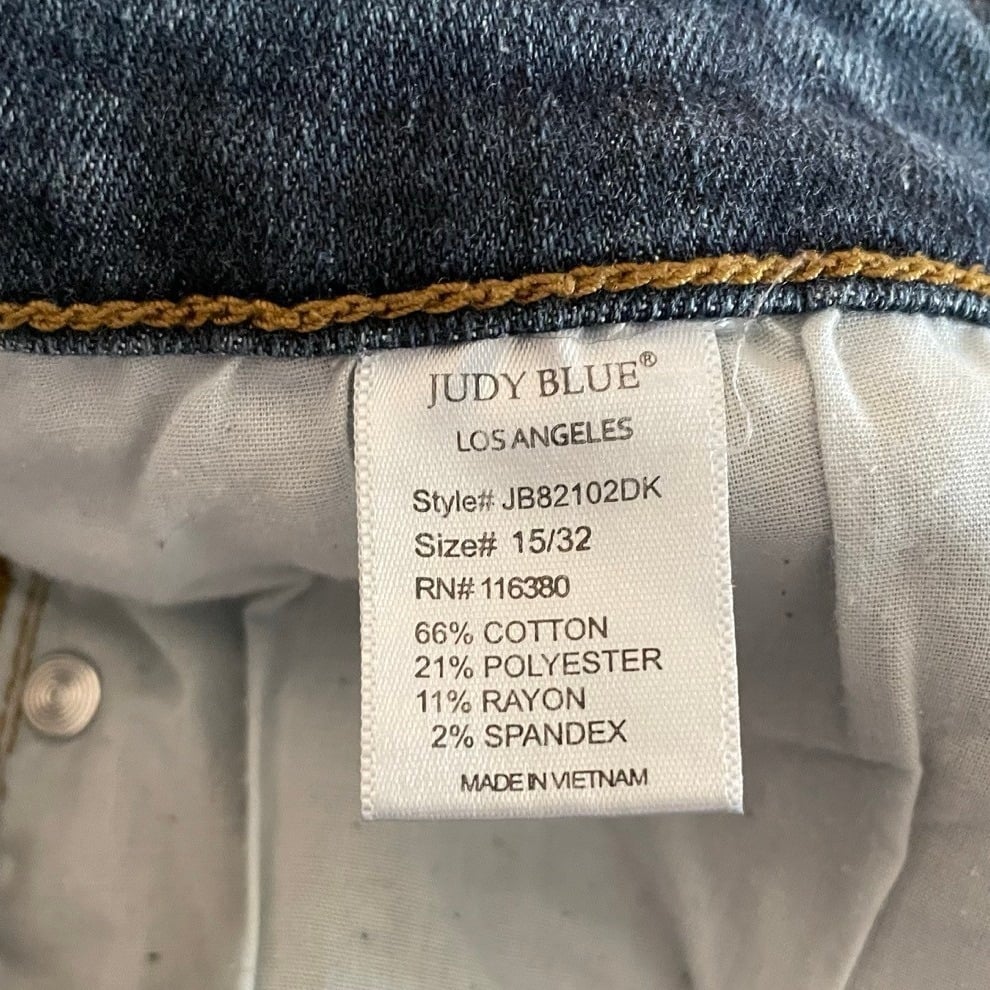 JUDY BLUE®
LOS ANGELES
Style# JB82102DK
Size# 15/32
RN# 116380
66% COTTON
21% POLYESTER
11% RAYON
2% SPANDEX
MADE IN VIETNAM